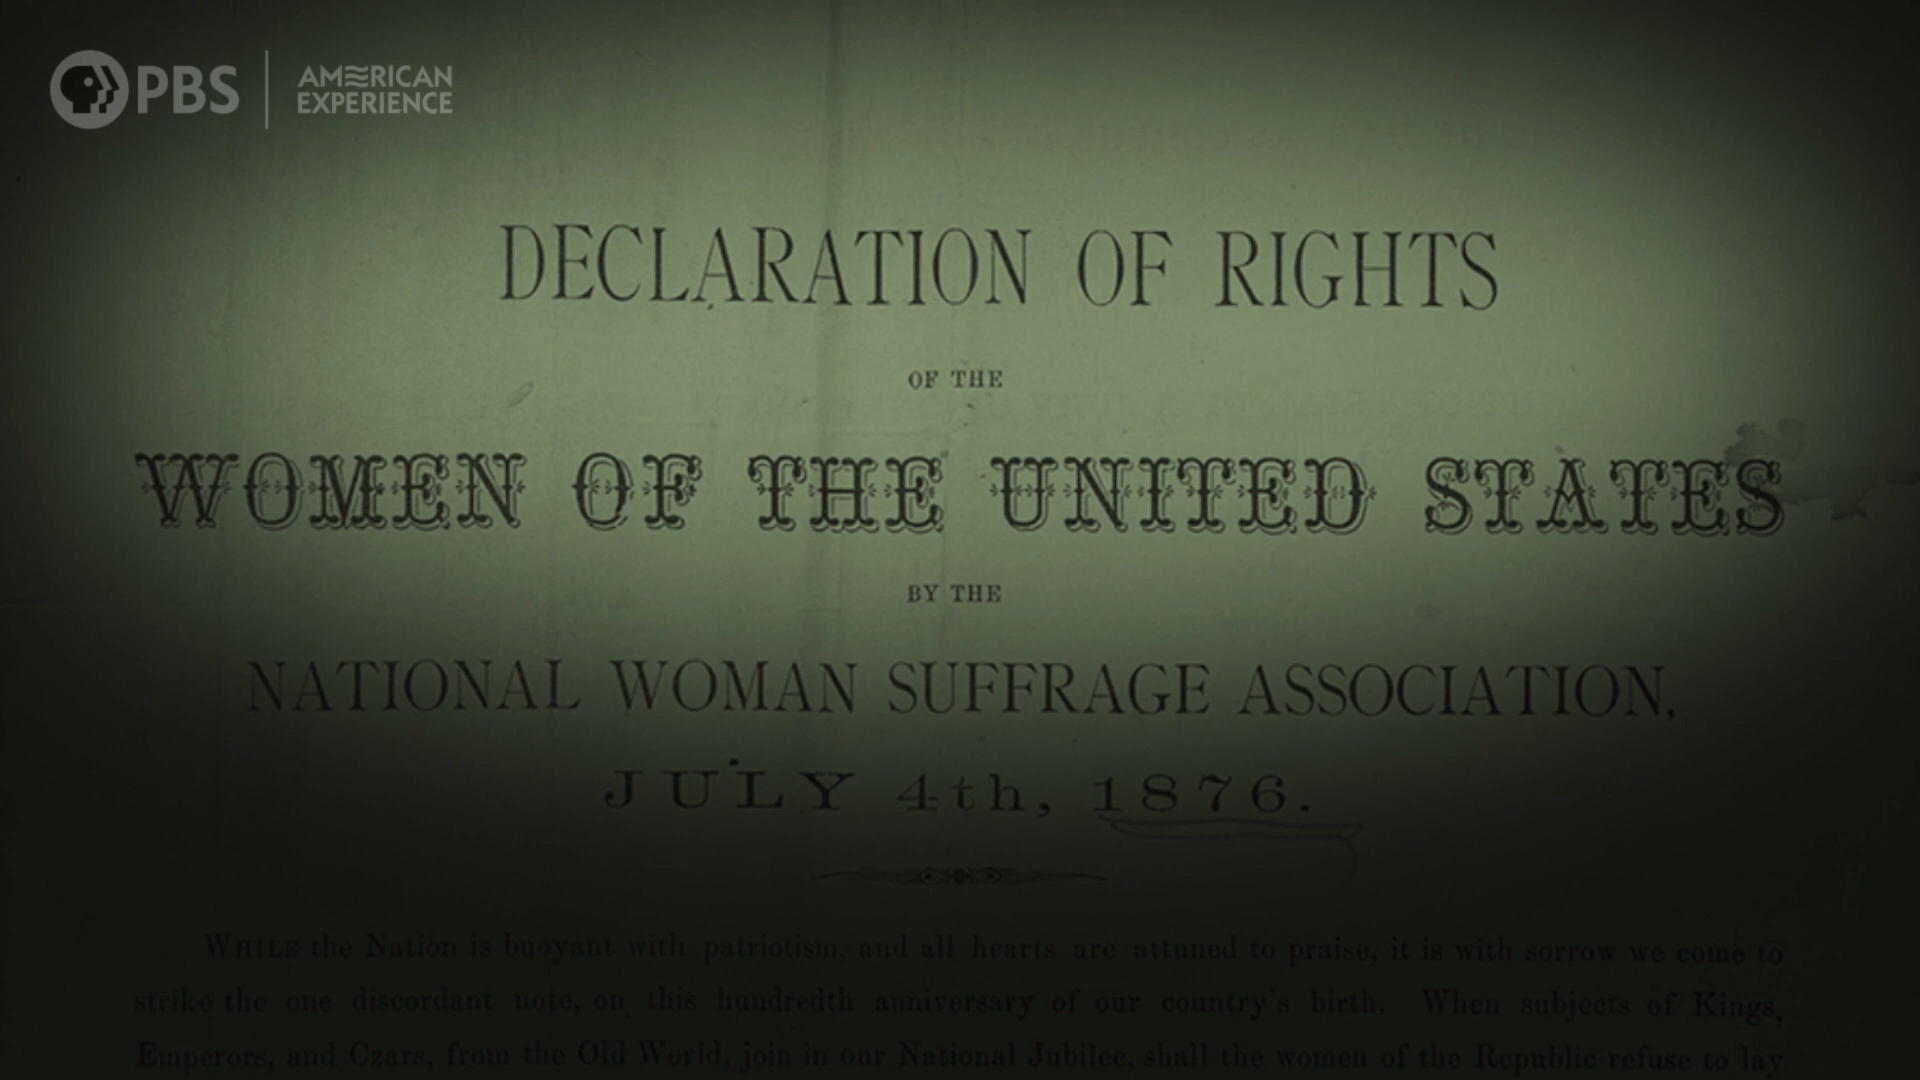 PBS
AMERICAN
EXPERIENCE
DECLARATION OF RIGHTS
OF THE
WOMEN OF THE UNITED STATES
BY THE
NATIONAL WOMAN SUFFRAGE ASSOCIATION,
JULY 4th, 1876.
WHILE the Nation is buoyant with patriotism, and all hearts are attuned to praise, it is with sorrow we come to
strike the one discordant note, on this hundredth anniversary of our country's birth. When subjects of Kings,
Emperors, and Czars, from the Old World, join in our National Jubilee, shall the women of the Republic refuse to lay